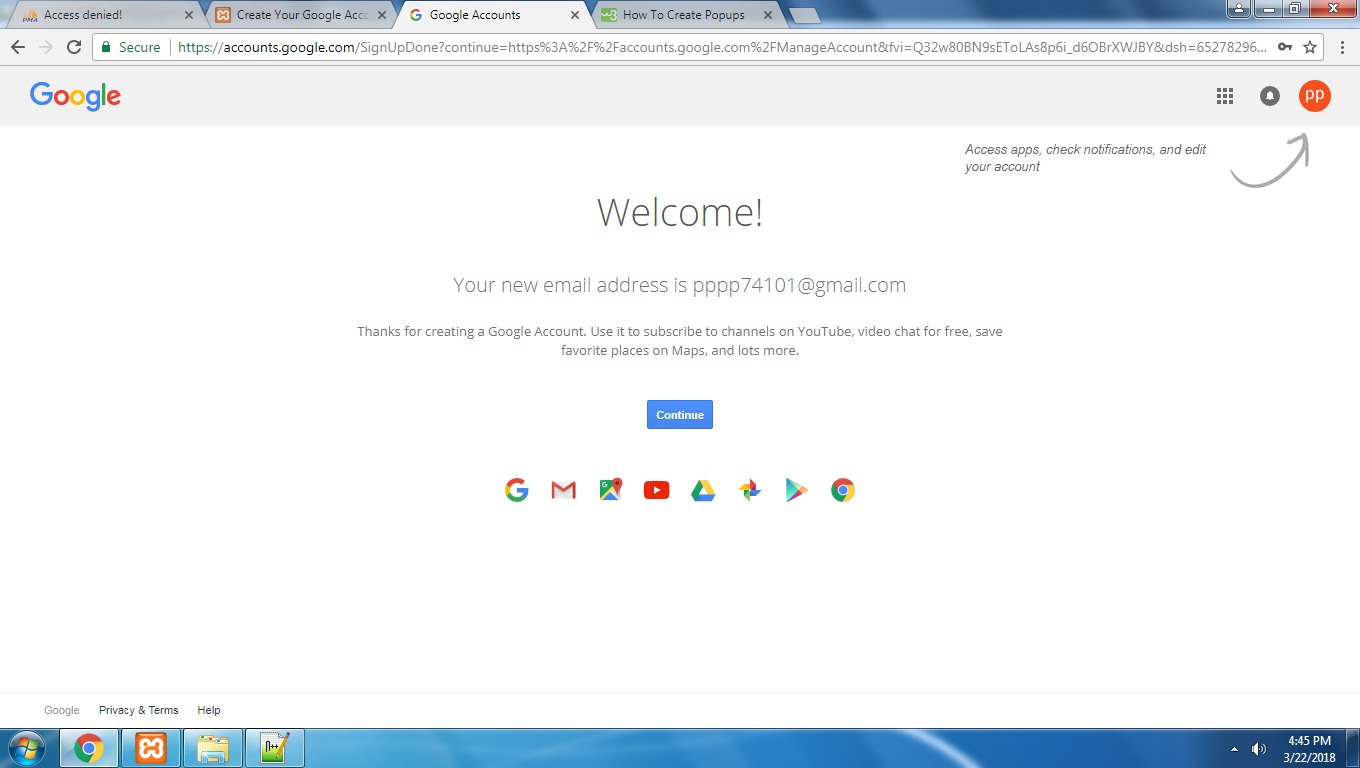 Access denied!
Create Your Google Acco
Google Accounts
How To Create Popups
Secure
https://accounts.google.com/SignUpDone?continue=https%3A%2F%2Faccounts.google.com%2FManageAccount&fvi=Q32w80BN9sEToLAs8p6i_d6OBrXWJBY&dsh=65278296...
Google
PP
Access apps, check notifications, and edit
your account
Welcome!
Your new email address is pppp74101@gmail.com
Thanks for creating a Google Account. Use it to subscribe to channels on YouTube, video chat for free, save
favorite places on Maps, and lots more.
Continue
Google
Privacy & Terms
Help
4:45 PM
3/22/2018